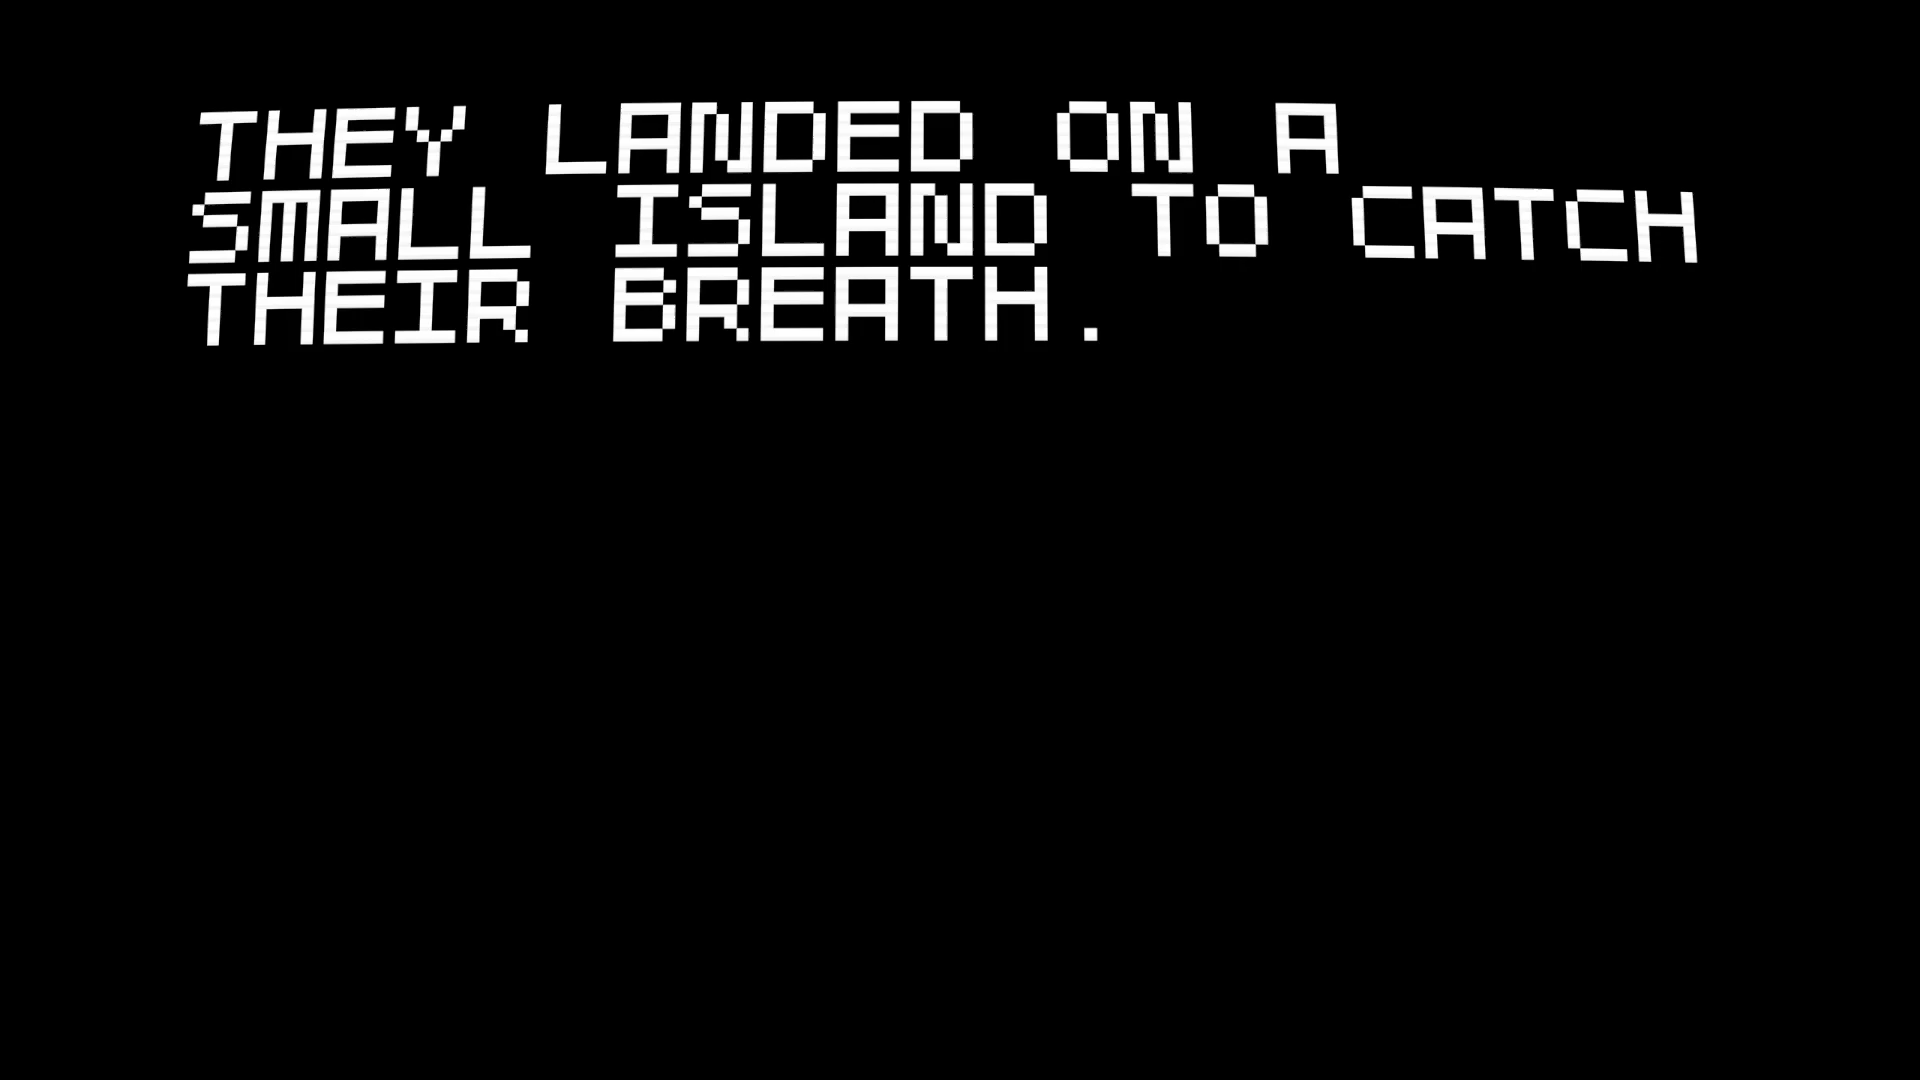 THEY LANDED ON A
SMALL ISLAND TO CATCH
THEIR BREATH.